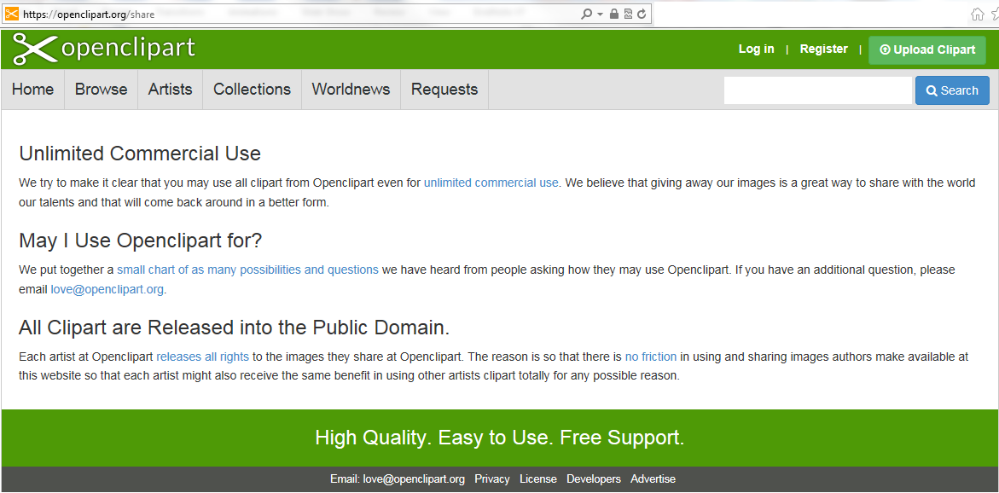 https://openclipart.org/share
openclipart
Log in | Register | Upload Clipart
Home Browse Artists Collections Worldnews Requests Search
Unlimited Commercial Use
We try to make it clear that you may use all clipart from Openclipart even for unlimited commercial use. We believe that giving away our images is a great way to share with the world
our talents and that will come back around in a better form.
May I Use Openclipart for?
We put together a small chart of as many possibilities and questions we have heard from people asking how they may use Openclipart. If you have an additional question, please
email love@openclipart.org.
All Clipart are Released into the Public Domain.
Each artist at Openclipart releases all rights to the images they share at Openclipart. The reason is so that there is no friction in using and sharing images authors make available at
this website so that each artist might also receive the same benefit in using other artists clipart totally for any possible reason.
High Quality. Easy to Use. Free Support.
Email: love@openclipart.org Privacy License Developers Advertise